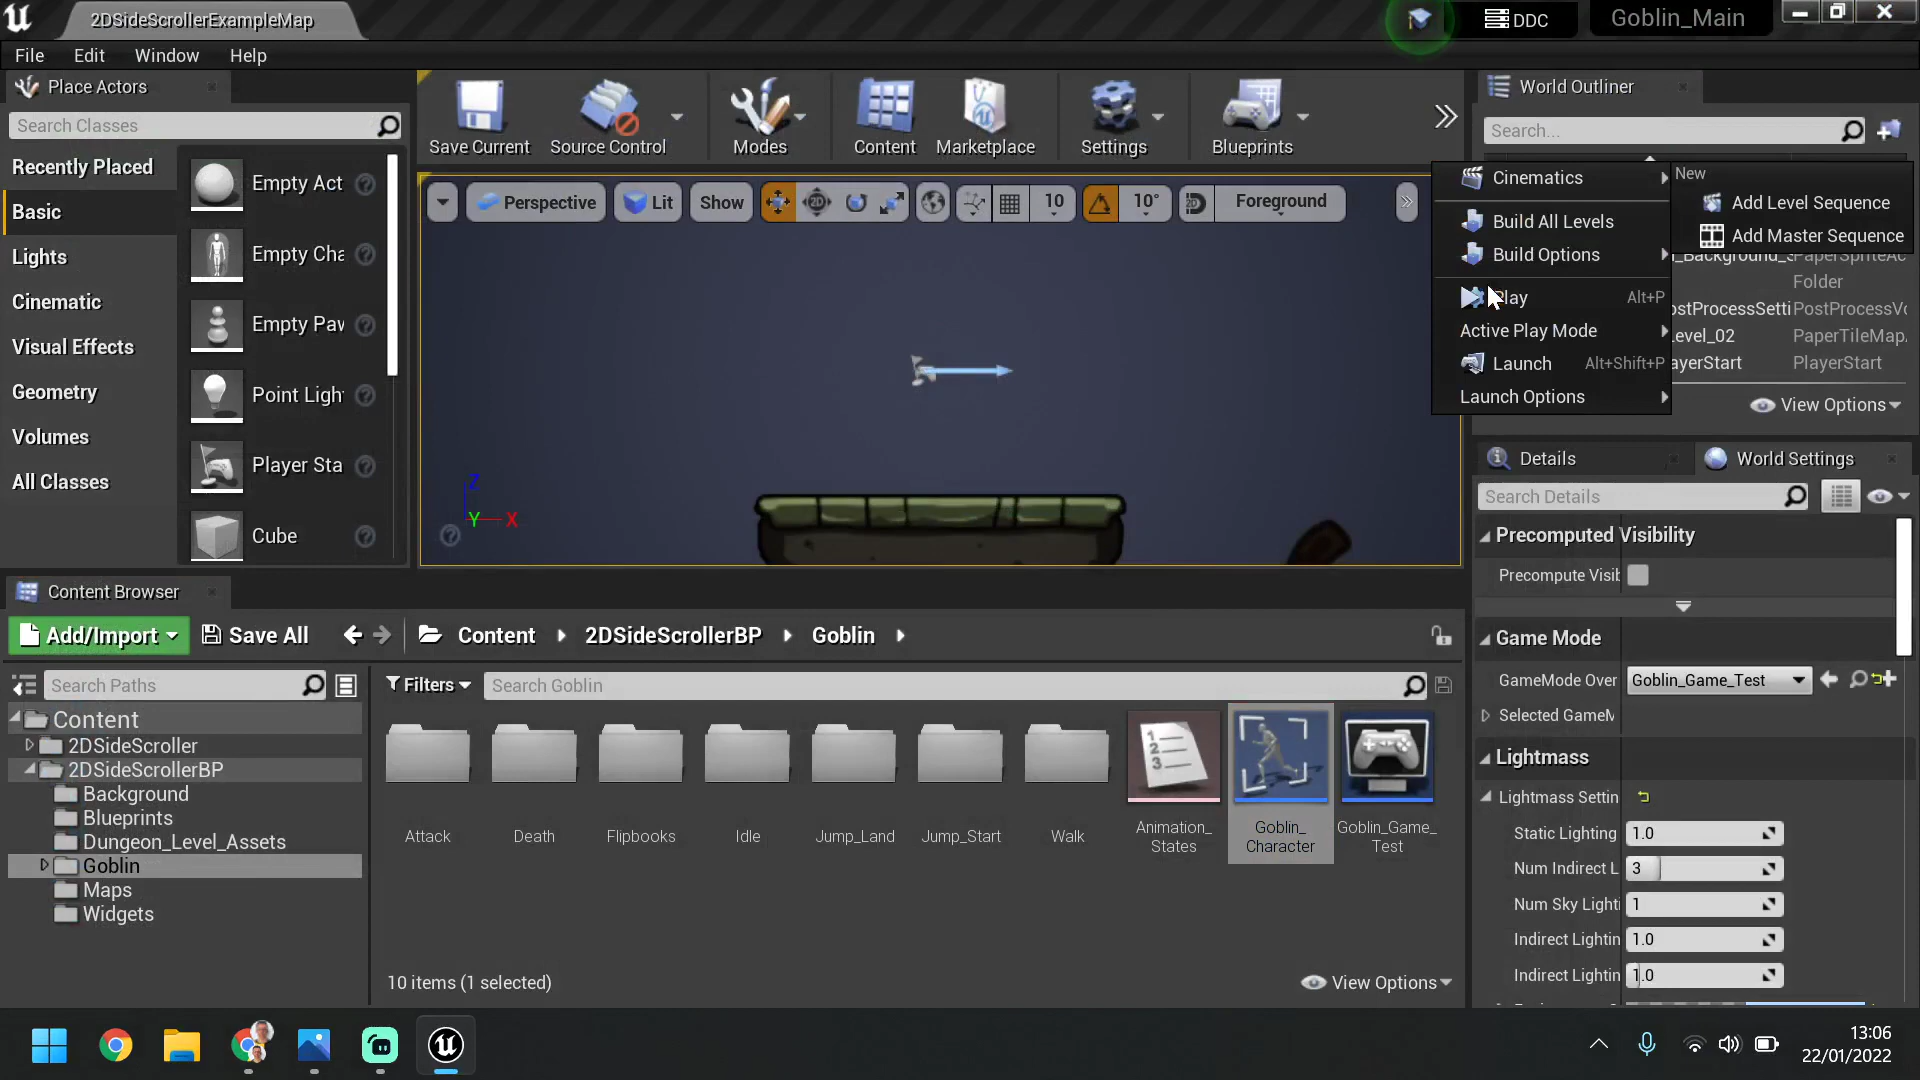 2DSideScrollerExampleMap
DDC
Goblin_Main
File Edit Window Help
Place Actors
Search Classes
Recently Placed
Basic
Lights
Cinematic
Visual Effects
Geometry
Volumes
All Classes
Empty Act
Empty Cha
Empty Pav
Point Ligh
Player Sta
Cube
Save Current
Source Control
Modes
Content
Marketplace
Settings
Blueprints
Perspective
Lit
Show
10
10°
Foreground
Z
Y X
Cinematics
Build All Levels
Build Options
Play Alt+P
Active Play Mode
Launch Alt+Shift+P
Launch Options
New
Add Level Sequence
Add Master Sequence
World Outliner
Search...
PaperSpriteAc
Folder
PostProcessSetti PostProcessVo
evel_02 PaperTileMap
ayerStart PlayerStart
View Options
Details
World Settings
Search Details
Precomputed Visibility
Precompute Visib
Game Mode
GameMode Over Goblin_Game_Test
Selected GameM
Lightmass
Lightmass Settin
Static Lighting 1.0
Num Indirect L 3
Num Sky Lighti 1
Indirect Lightin 1.0
Indirect Lightin 1.0
Content Browser
Add/Import
Save All
Content
2DSideScrollerBP
Goblin
Search Paths
Filters
Search Goblin
Content
2DSideScroller
2DSideScrollerBP
Background
Blueprints
Dungeon_Level_Assets
Goblin
Maps
Widgets
Attack
Death
Flipbooks
Idle
Jump_Land
Jump_Start
Walk
Animation_
States
Goblin_
Character
Goblin_Game_
Test
10 items (1 selected)
View Options
13:06
22/01/2022